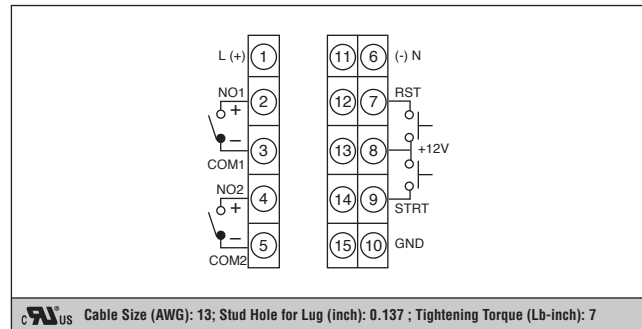 L (+) 1 11 6 (-) N
NO1 + 2 12 7 RST
– 3 13 8 +12V
COM1
NO2 + 4 14 9
STRT
– 5 15 10 GND
COM2
c RU ® US Cable Size (AWG): 13; Stud Hole for Lug (inch): 0.137 ; Tightening Torque (Lb-inch): 7